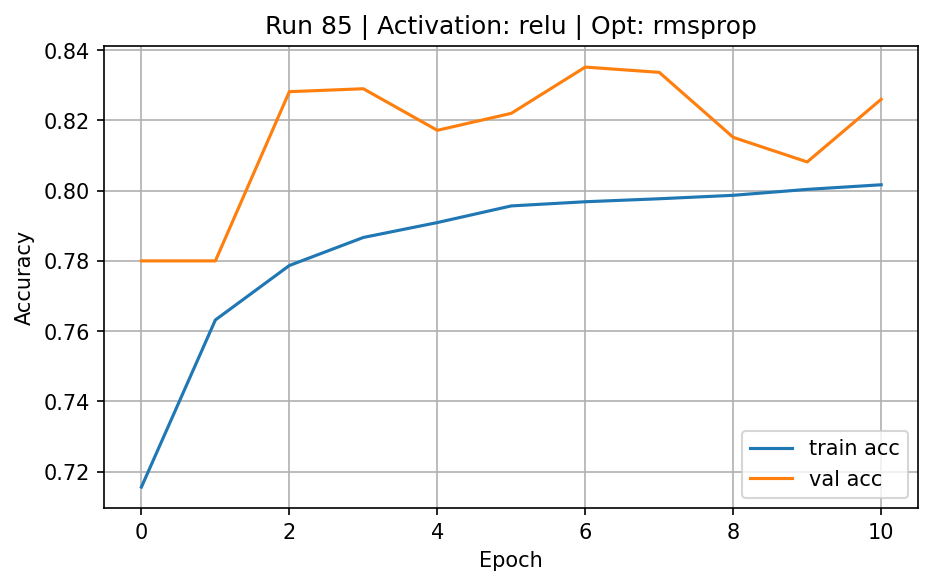 Run 85 | Activation: relu | Opt: rmsprop
0.84
0.82
0.80
0.78
0.76
0.74
0.72
Accuracy
train acc
val acc
0 2 4 6 8 10
Epoch